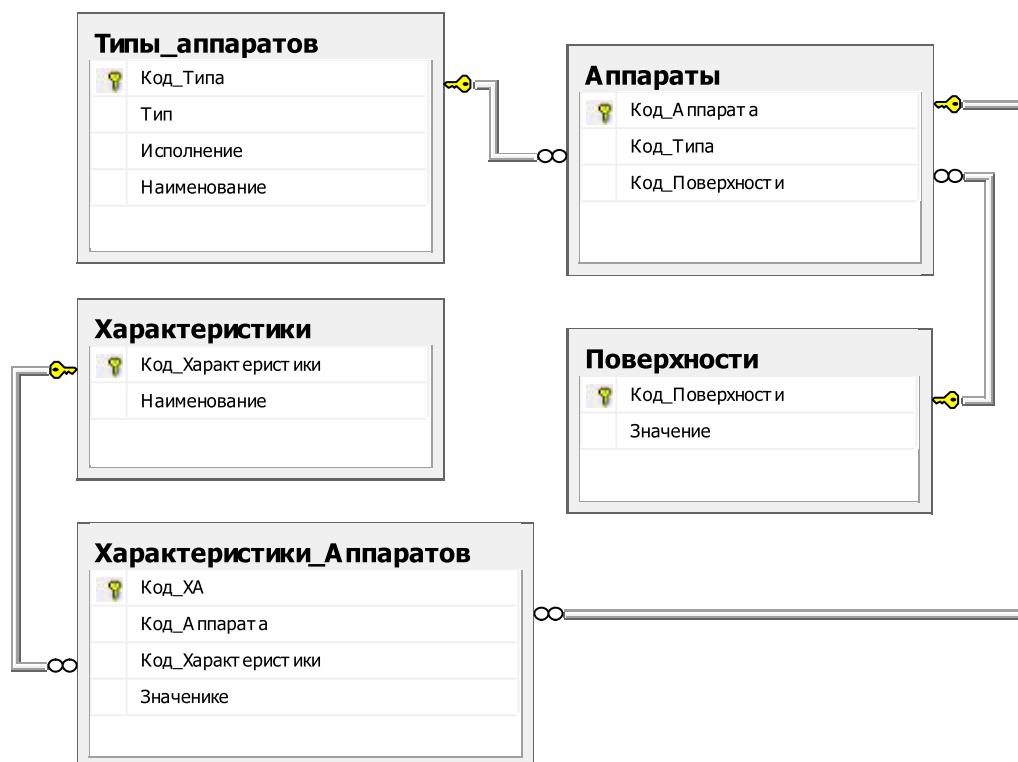 Типы_аппаратов
Код_Типа
Тип
Исполнение
Наименование
Аппараты
Код_Аппарата
Код_Типа
Код_Поверхности
Характеристики
Код_Характеристики
Наименование
Поверхности
Код_Поверхности
Значение
Характеристики_Аппаратов
Код_ХА
Код_Аппарата
Код_Характеристики
Значенике